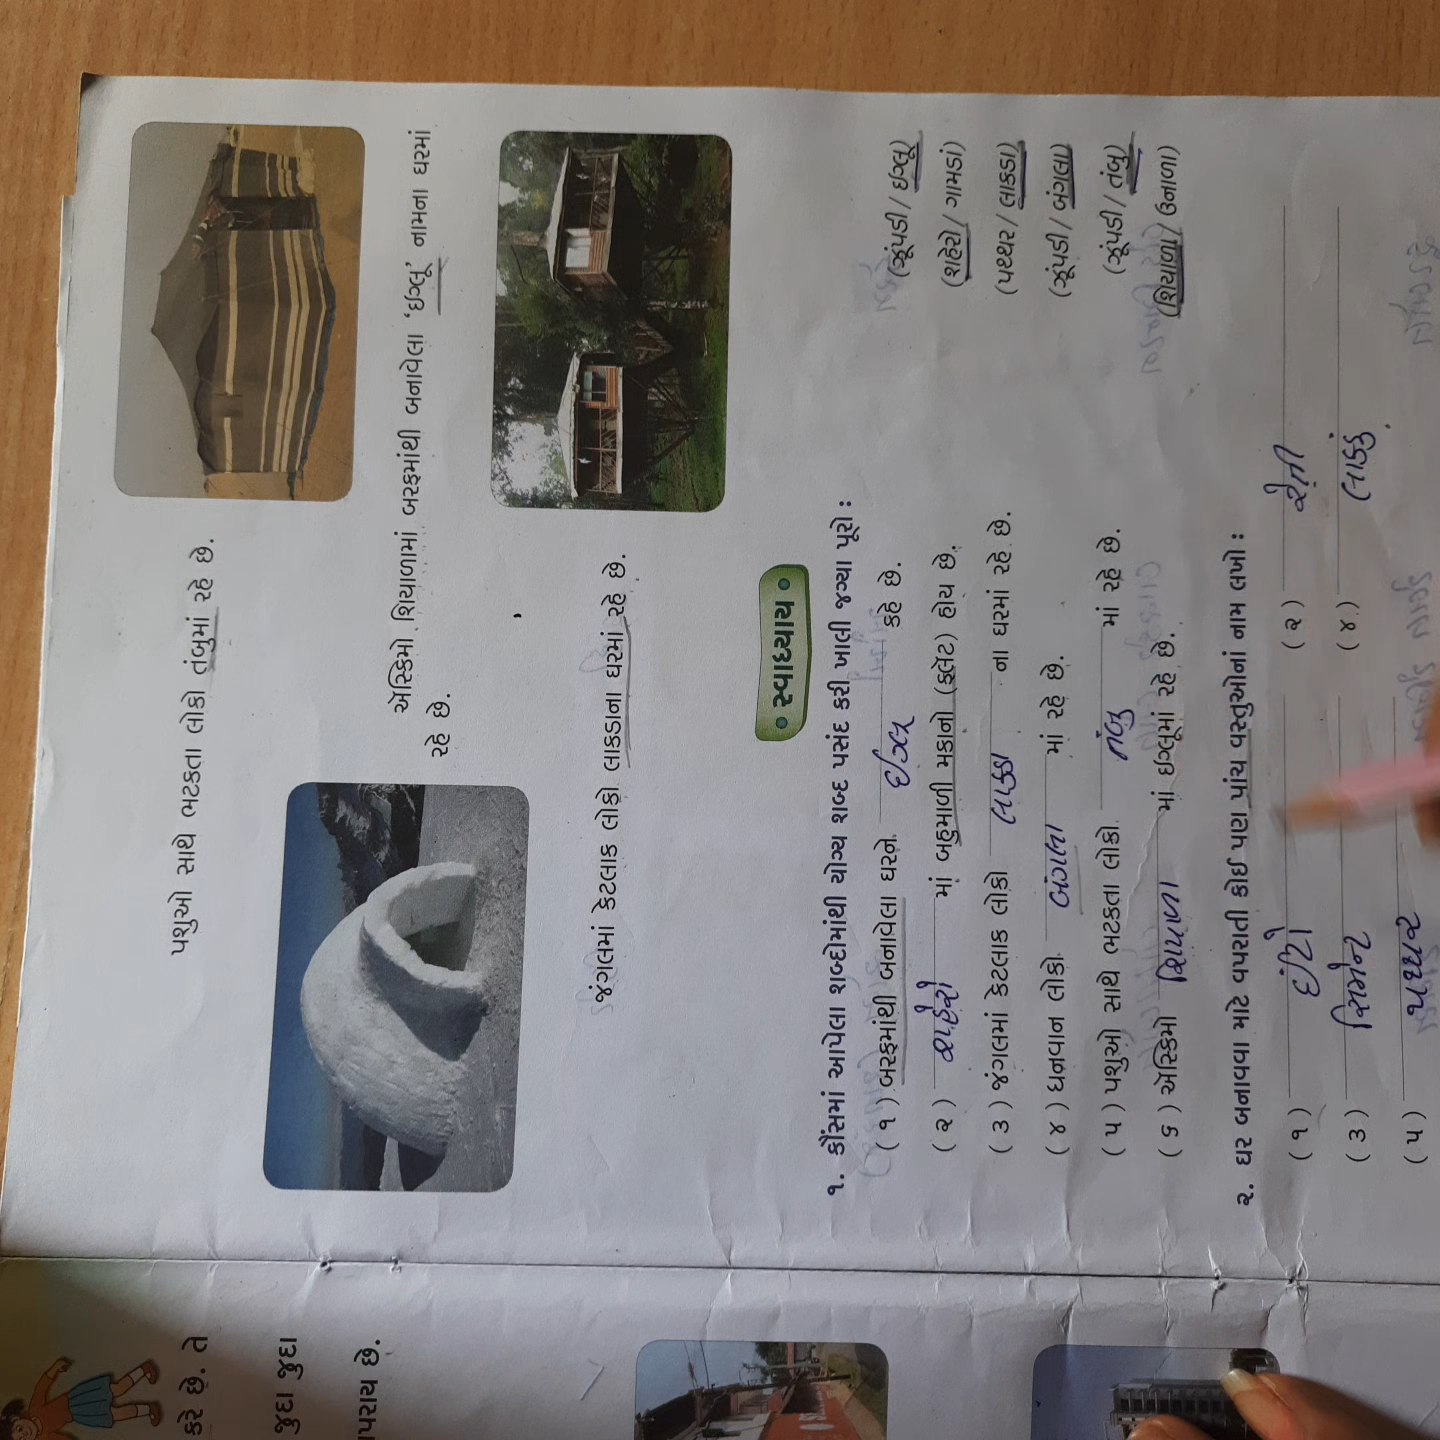 પશુઓ સાથે ભટકતા લોકો તંબુમાં રહે છે.
એસ્કિમો શિયાળામાં બરફમાંથી બનાવેલા 'ઇગ્લૂ' નામના ઘરમાં
રહે છે.
જંગલમાં કેટલાક લોકો લાકડાના ઘરમાં રહે છે.
• સ્વાધ્યાય •
૧. કૌંસમાં આપેલા શબ્દોમાંથી યોગ્ય શબ્દ પસંદ કરી ખાલી જગ્યા પૂરો :
(૧) બરફમાંથી બનાવેલા ઘરને ઈગ્લૂ કહે છે. (ઝૂંપડી / ઇગ્લૂ)
(૨) શહેરો માં બહુમાળી મકાનો (ફ્લેટ) હોય છે. (શહેરો / ગામડાં)
(૩) જંગલમાં કેટલાક લોકો લાકડા ના ઘરમાં રહે છે. (પથ્થર / લાકડા)
(૪) ધનવાન લોકો બંગલા માં રહે છે. (ઝૂંપડી / બંગલા)
(૫) પશુઓ સાથે ભટકતા લોકો તંબુ માં રહે છે. (ઝૂંપડી / તંબુ)
(૬) એસ્કિમો શિયાળા માં ઇગ્લૂમાં રહે છે. (શિયાળા / ઉનાળા)
૨. ઘર બનાવવા માટે વપરાતી કોઈ પણ પાંચ વસ્તુઓનાં નામ લખો :
(૧) ઇંટો (૨) રેતી
(૩) સિમેન્ટ (૪) લાકડું
(૫) પથ્થર
કરે છે. તે
જુદા જુદા
પરાય છે.